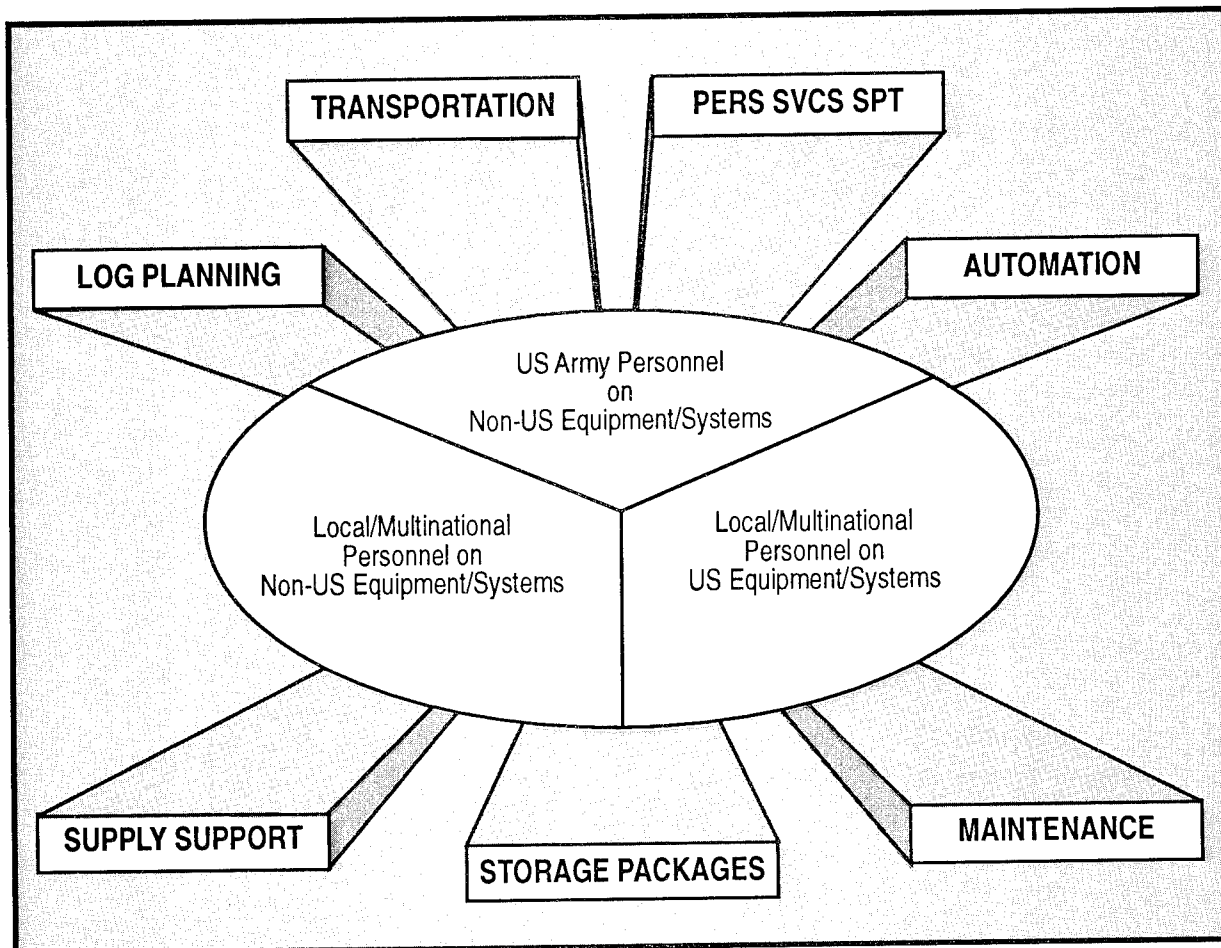 TRANSPORTATION
PERS SVCS SPT
LOG PLANNING
AUTOMATION
US Army Personnel
on
Non-US Equipment/Systems
Local/Multinational
Personnel on
Non-US Equipment/Systems
Local/Multinational
Personnel on
US Equipment/Systems
SUPPLY SUPPORT
STORAGE PACKAGES
MAINTENANCE